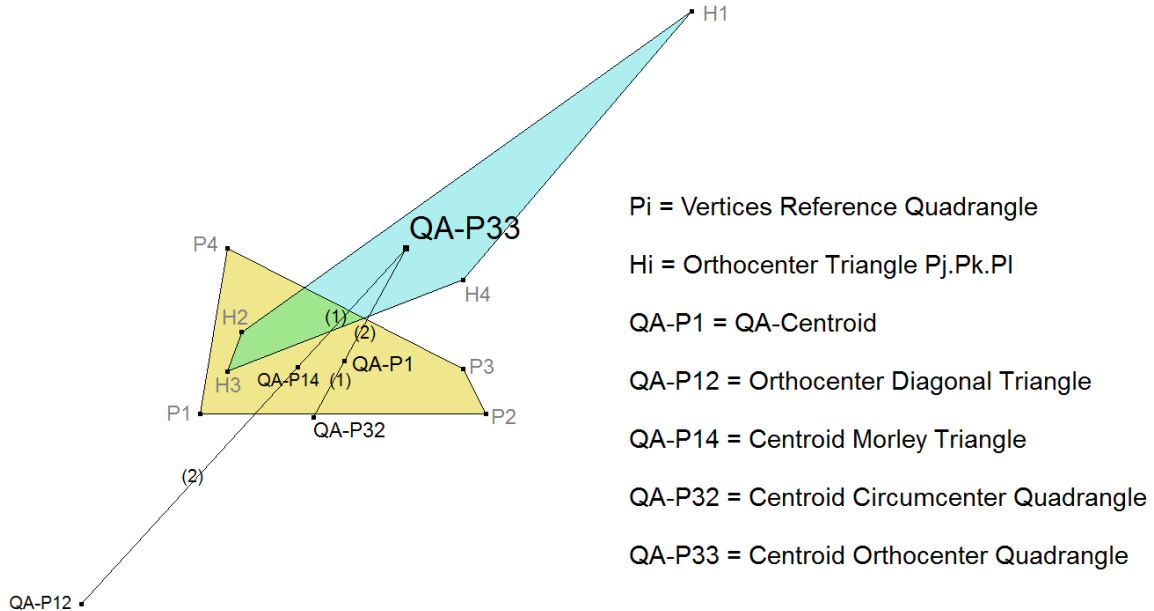 H1
QA-P33
P4
H4
H2
(1)
(2)
QA-P1
P3
QA-P14
(1)
H3
P1
P2
QA-P32
(2)
QA-P12
Pi = Vertices Reference Quadrangle
Hi = Orthocenter Triangle Pj.Pk.Pl
QA-P1 = QA-Centroid
QA-P12 = Orthocenter Diagonal Triangle
QA-P14 = Centroid Morley Triangle
QA-P32 = Centroid Circumcenter Quadrangle
QA-P33 = Centroid Orthocenter Quadrangle